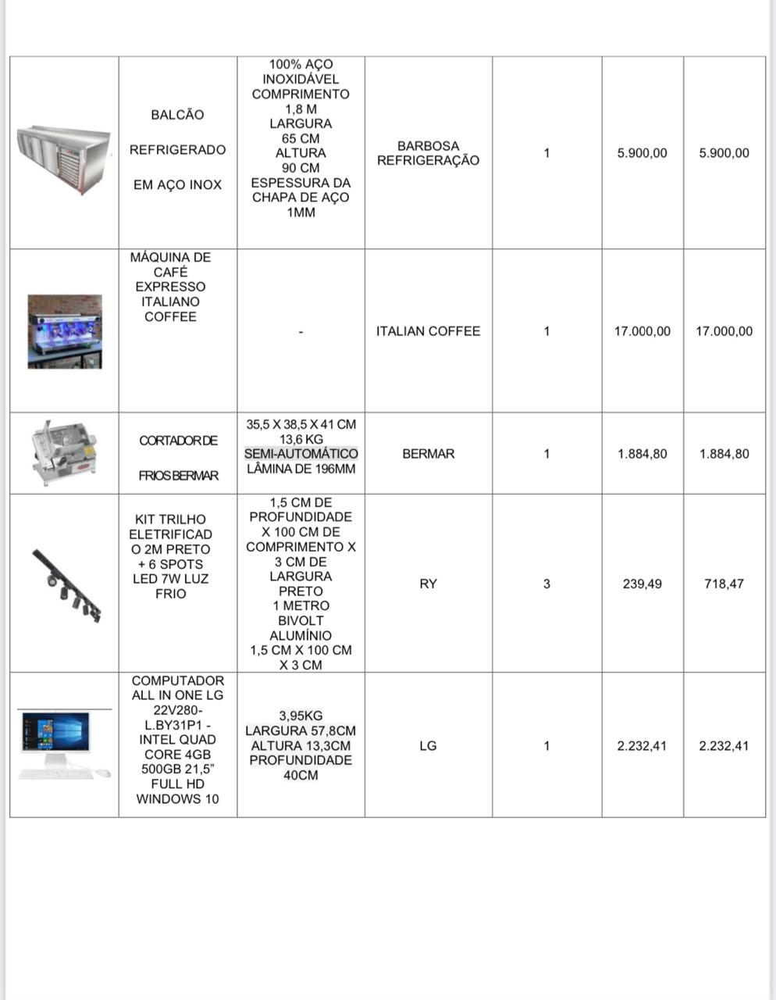 BALCÃO
REFRIGERADO
EM AÇO INOX
100% AÇO
INOXIDÁVEL
COMPRIMENTO
1,8 M
LARGURA
65 CM
ALTURA
90 CM
ESPESSURA DA
CHAPA DE AÇO
1MM
BARBOSA
REFRIGERAÇÃO
1
5.900,00
5.900,00
MÁQUINA DE
CAFÉ
EXPRESSO
ITALIANO
COFFEE
-
ITALIAN COFFEE
1
17.000,00
17.000,00
CORTADOR DE
FRIOS BERMAR
35,5 X 38,5 X 41 CM
13,6 KG
SEMI-AUTOMÁTICO
LÂMINA DE 196MM
BERMAR
1
1.884,80
1.884,80
KIT TRILHO
ELETRIFICAD
O 2M PRETO
+ 6 SPOTS
LED 7W LUZ
FRIO
1,5 CM DE
PROFUNDIDADE
X 100 CM DE
COMPRIMENTO X
3 CM DE
LARGURA
PRETO
1 METRO
BIVOLT
ALUMÍNIO
1,5 CM X 100 CM
X 3 CM
RY
3
239,49
718,47
COMPUTADOR
ALL IN ONE LG
22V280-
L.BY31P1 -
INTEL QUAD
CORE 4GB
500GB 21,5”
FULL HD
WINDOWS 10
3,95KG
LARGURA 57,8CM
ALTURA 13,3CM
PROFUNDIDADE
40CM
LG
1
2.232,41
2.232,41